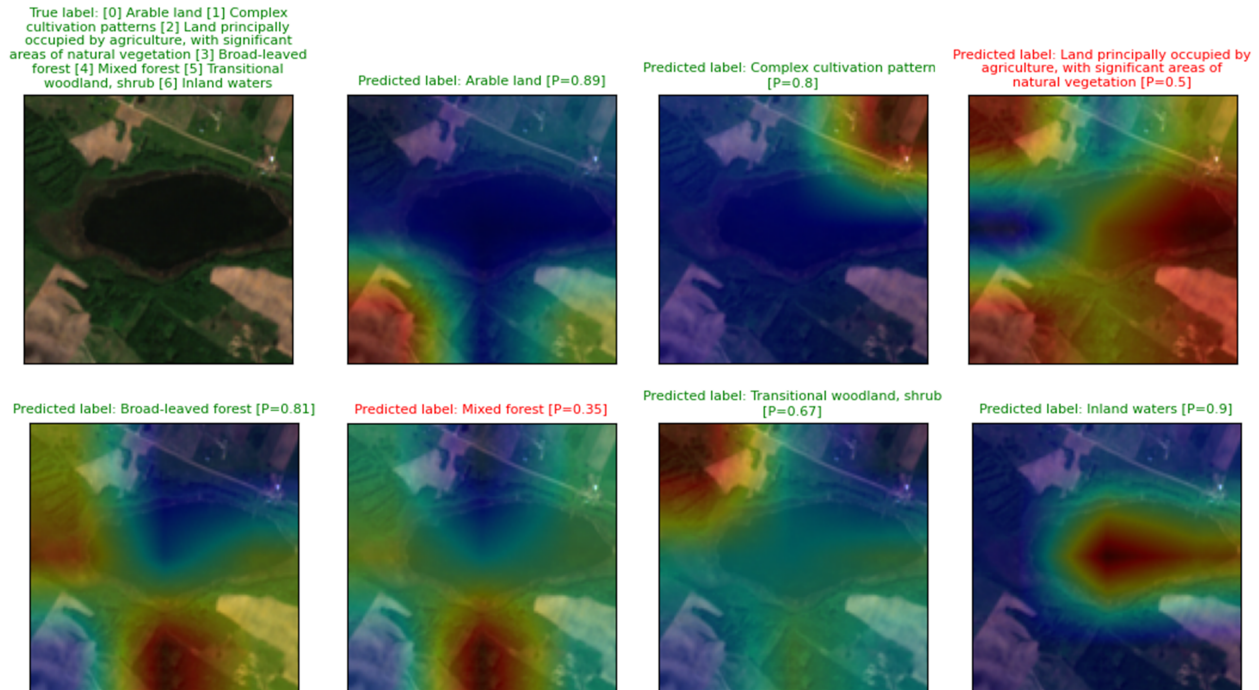 True label: [0] Arable land [1] Complex
cultivation patterns [2] Land principally
occupied by agriculture, with significant
areas of natural vegetation [3] Broad-leaved
forest [4] Mixed forest [5] Transitional
woodland, shrub [6] Inland waters
Predicted label: Arable land [P=0.89]
Predicted label: Complex cultivation pattern
[P=0.8]
Predicted label: Land principally occupied by
agriculture, with significant areas of
natural vegetation [P=0.5]
Predicted label: Broad-leaved forest [P=0.81]
Predicted label: Mixed forest [P=0.35]
Predicted label: Transitional woodland, shrub
[P=0.67]
Predicted label: Inland waters [P=0.9]